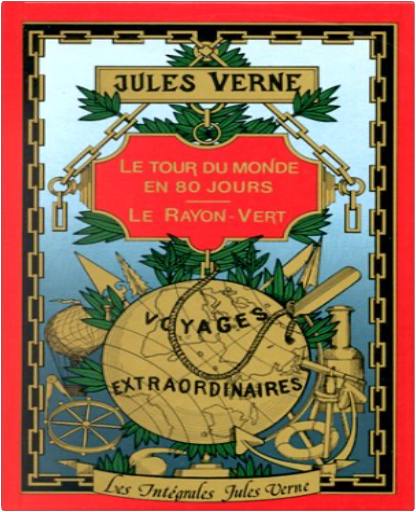 JULES VERNE
LE TOUR DU MONDE
EN 80 JOURS
LE RAYON-VERT
VOYAGES
EXTRAORDINAIRES
Les Intégrales Jules Verne